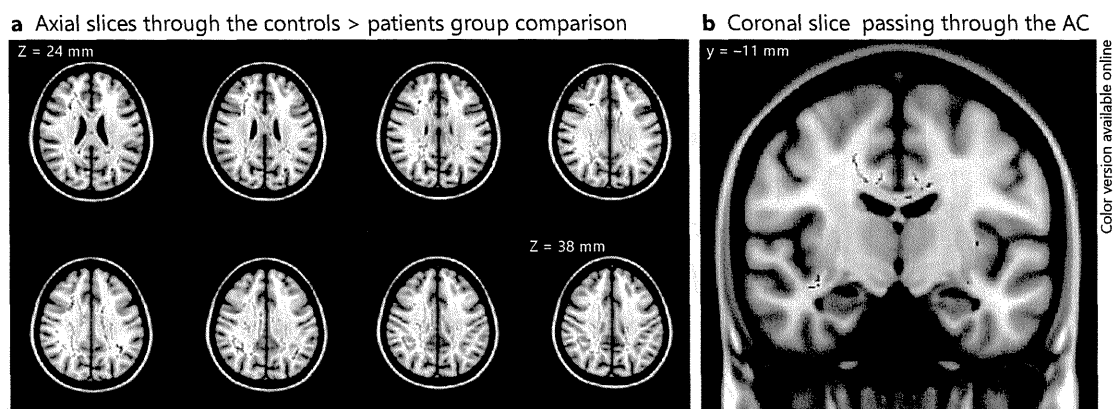 a Axial slices through the controls > patients group comparison
Z = 24 mm
Z = 38 mm
b Coronal slice passing through the AC
y = –11 mm
Color version available online